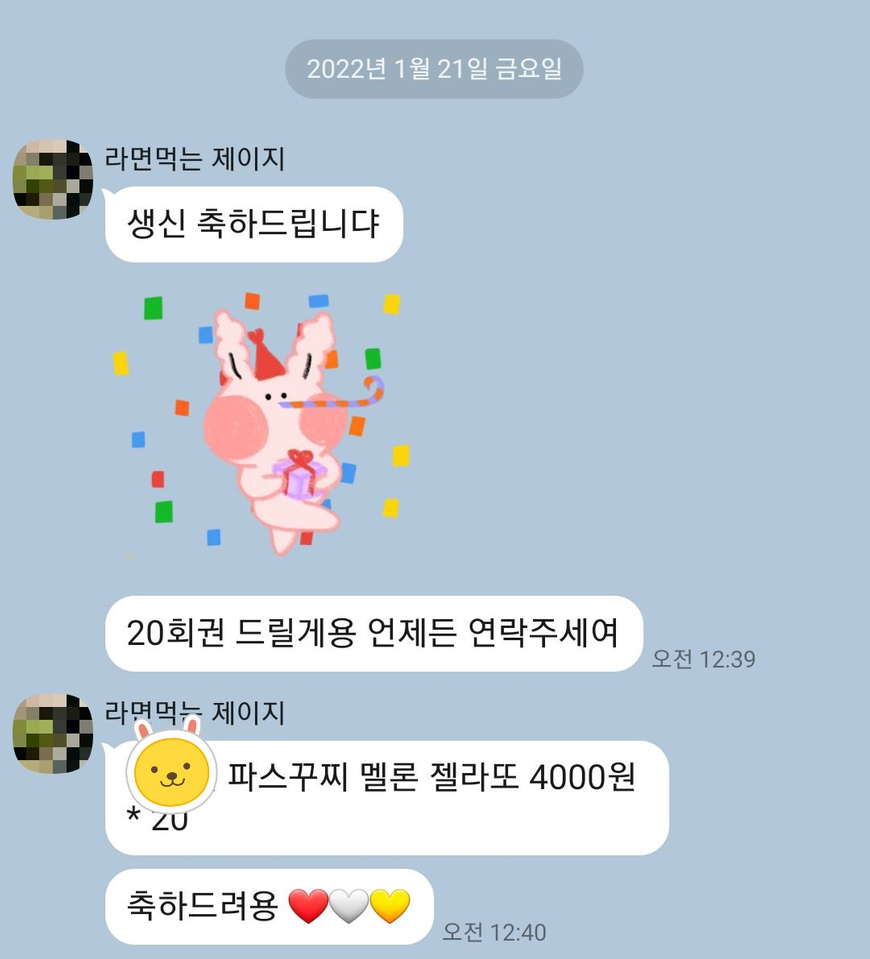 2022년 1월 21일 금요일
라면먹는 제이지
생신 축하드립니댜
20회권 드릴게용 언제든 연락주세여
오전 12:39
라면먹는 제이지
파스꾸찌 멜론 젤라또 4000원
* 20
축하드려용 ❤️🤍💛
오전 12:40